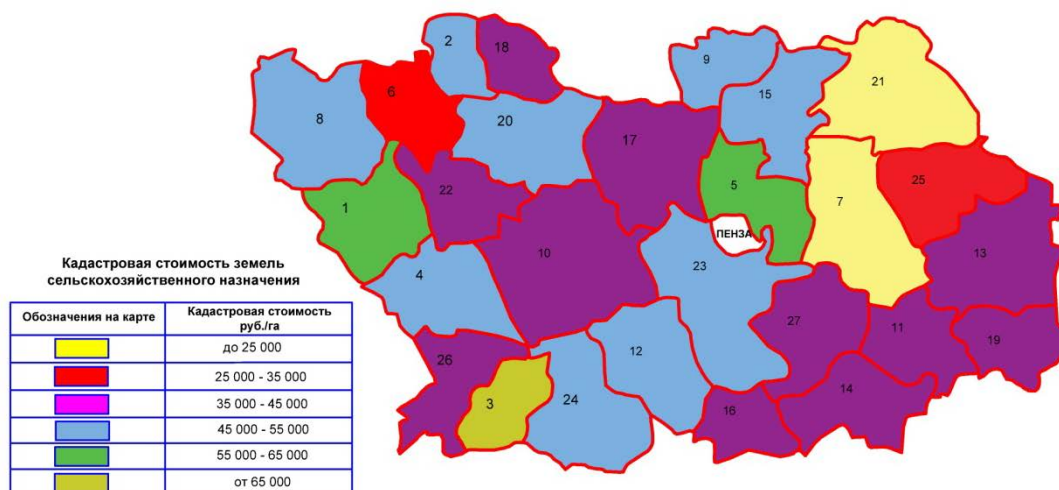 2
18
9
21
6
15
8
20
17
25
5
22
7
1
ПЕНЗА
10
13
23
4
Кадастровая стоимость земель
сельскохозяйственного назначения
Обозначения на карте
Кадастровая стоимость
руб./га
до 25 000
25 000 - 35 000
35 000 - 45 000
45 000 - 55 000
55 000 - 65 000
от 65 000
27
11
19
12
26
14
3
24
16